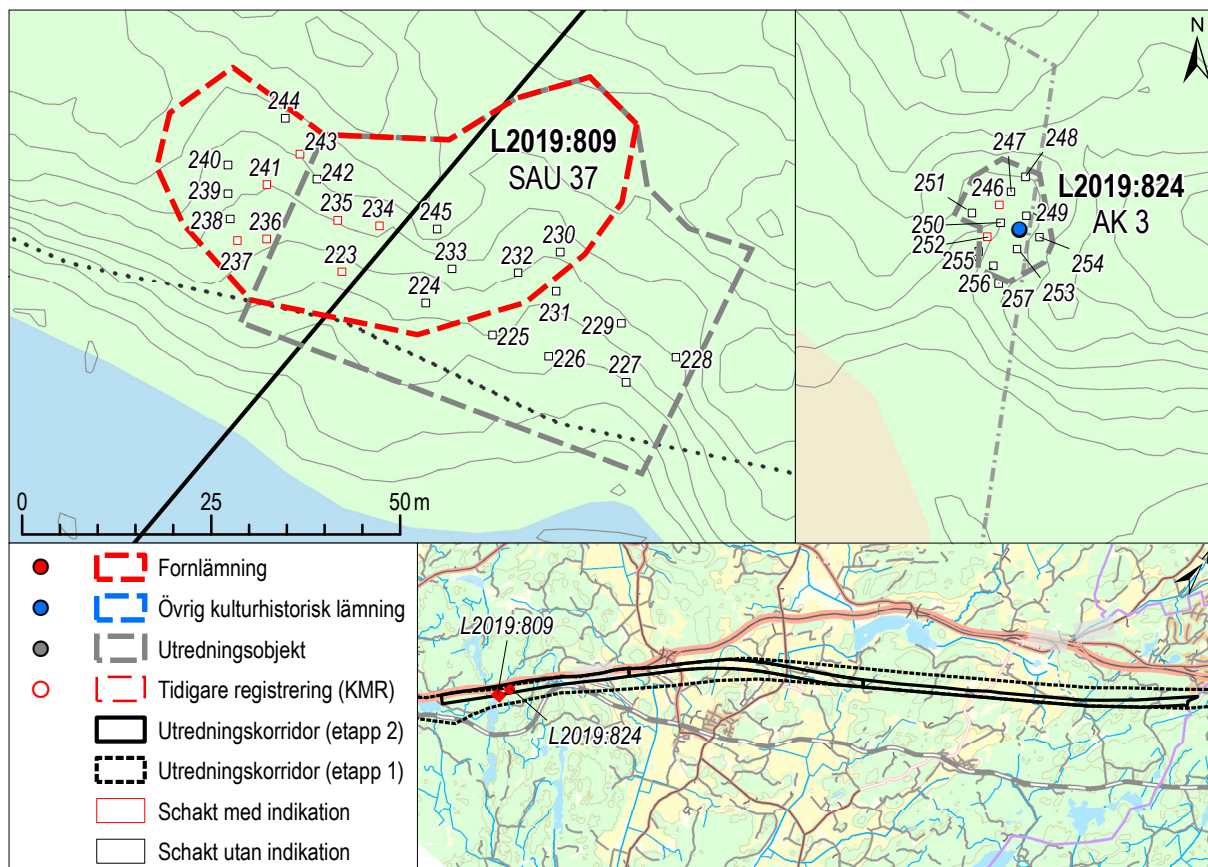 244
243
240
241
242
239
238
236
235
234
245
237
223
233
232
230
224
231
225
229
226
227
228
L2019:809
SAU 37
0
25
50 m
N
247
248
251
246
L2019:824
AK 3
250
249
252
255
254
256
257
253
Fornlämning
Övrig kulturhistorisk lämning
Utredningsobjekt
Tidigare registrering (KMR)
Utredningskorridor (etapp 2)
Utredningskorridor (etapp 1)
Schakt med indikation
Schakt utan indikation
L2019:809
L2019:824